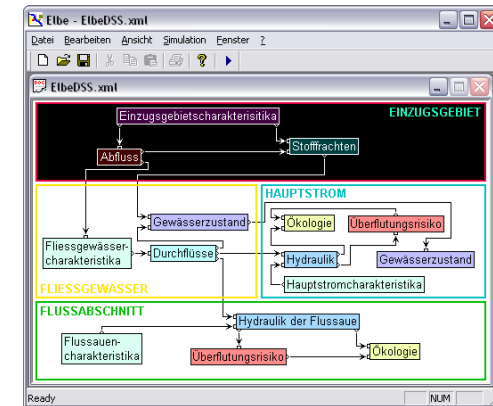 Elbe - ElbeDSS.xml
Datei Bearbeiten Ansicht Simulation Fenster ?
ElbeDSS.xml
EINZUGSGEBIET
Einzugsgebietscharakterisitika
Stofffrachten
Abfluss
HAUPTSTROM
Gewässerzustand
Ökologie
Überflutungsrisiko
Fliessgewässer-
charakteristika
Durchflüsse
Hydraulik
Gewässerzustand
Hauptstromcharakteristika
FLIESSGEWÄSSER
FLUSSABSCHNITT
Hydraulik der Flussaue
Flussauen-
charakteristika
Überflutungsrisiko
Ökologie
Ready
NUM